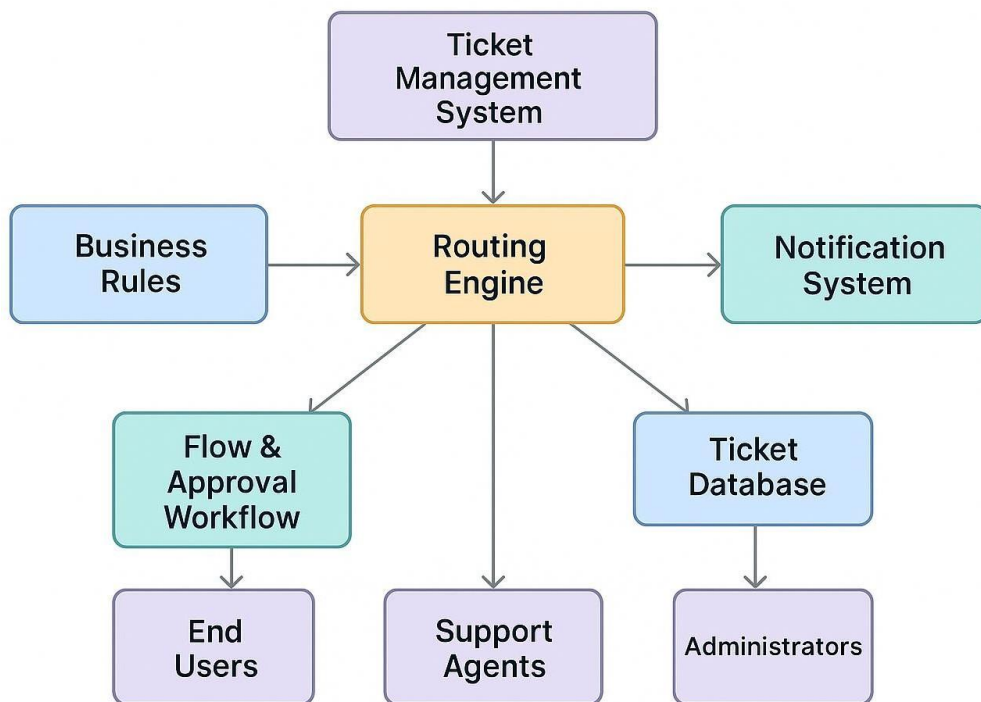 Ticket
Management
System
Business
Rules
Routing
Engine
Notification
System
Flow &
Approval
Workflow
Ticket
Database
End
Users
Support
Agents
Administrators